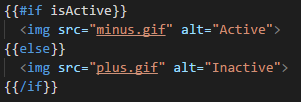 {{#if isActive}}
  <img src="minus.gif" alt="Active">
{{else}}
  <img src="plus.gif" alt="Inactive">
{{/if}}